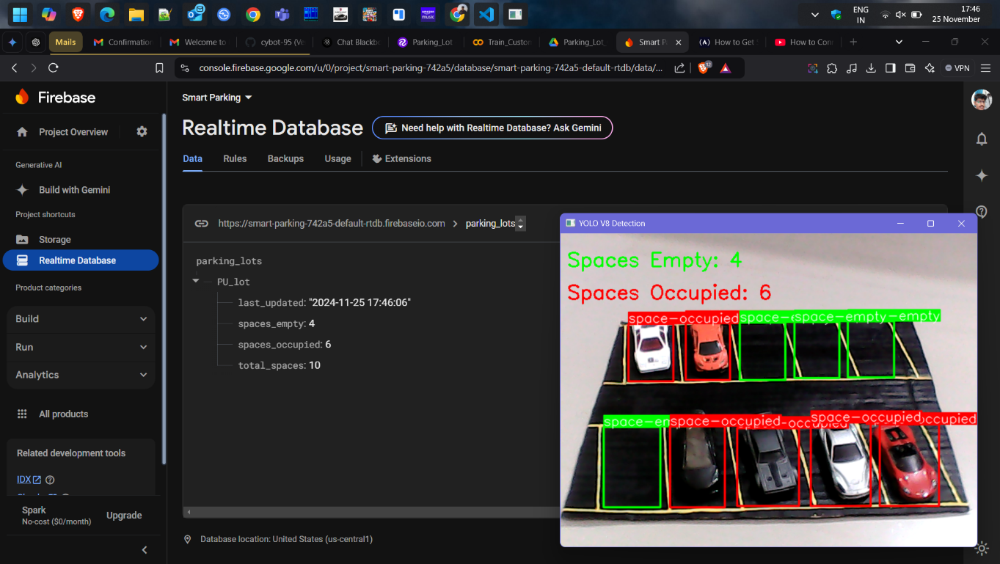 17:46
ENG
IN
25 November
Mails
Confirmation
Welcome to
cybot-95 (Ve
Chat Blackbo
Parking_Lot
Train_Custon
Parking_Lot_
Smart P
How to Get
How to Con
console.firebase.google.com/u/0/project/smart-parking-742a5/database/smart-parking-742a5-default-rtdb/data/...
12
VPN
Firebase
Project Overview
Generative AI
Build with Gemini
Project shortcuts
Storage
Realtime Database
Product categories
Build
Run
Analytics
All products
Related development tools
IDX
Spark
No-cost ($0/month)
Upgrade
Smart Parking
Realtime Database
Need help with Realtime Database? Ask Gemini
Data
Rules
Backups
Usage
Extensions
https://smart-parking-742a5-default-rtdb.firebaseio.com
parking_lots
parking_lots
PU_lot
last_updated: "2024-11-25 17:46:06"
spaces_empty: 4
spaces_occupied: 6
total_spaces: 10
Database location: United States (us-central1)
YOLO V8 Detection
Spaces Empty: 4
Spaces Occupied: 6
space-occupied space-e space-empty-empty
space-en space-occupied-occupied space-occupied occupied